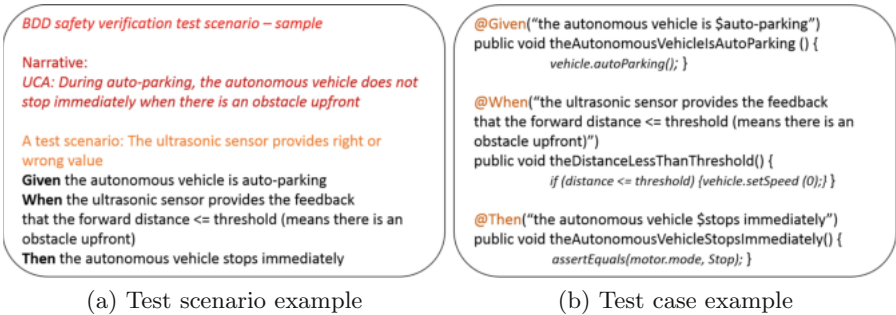 BDD safety verification test scenario – sample
Narrative:
UCA: During auto-parking, the autonomous vehicle does not
stop immediately when there is an obstacle upfront
A test scenario: The ultrasonic sensor provides right or
wrong value
Given the autonomous vehicle is auto-parking
When the ultrasonic sensor provides the feedback
that the forward distance <= threshold (means there is an
obstacle upfront)
Then the autonomous vehicle stops immediately
(a) Test scenario example
@Given(“the autonomous vehicle is $auto-parking”)
public void theAutonomousVehicleIsAutoParking () {
vehicle.autoParking(); }
@When(“the ultrasonic sensor provides the feedback
that the forward distance <= threshold (means there is an
obstacle upfront)”)
public void theDistanceLessThanThreshold() {
if (distance <= threshold) {vehicle.setSpeed (0);} }
@Then(“the autonomous vehicle $stops immediately”)
public void theAutonomousVehicleStopsImmediately() {
assertEquals(motor.mode, Stop); }
(b) Test case example